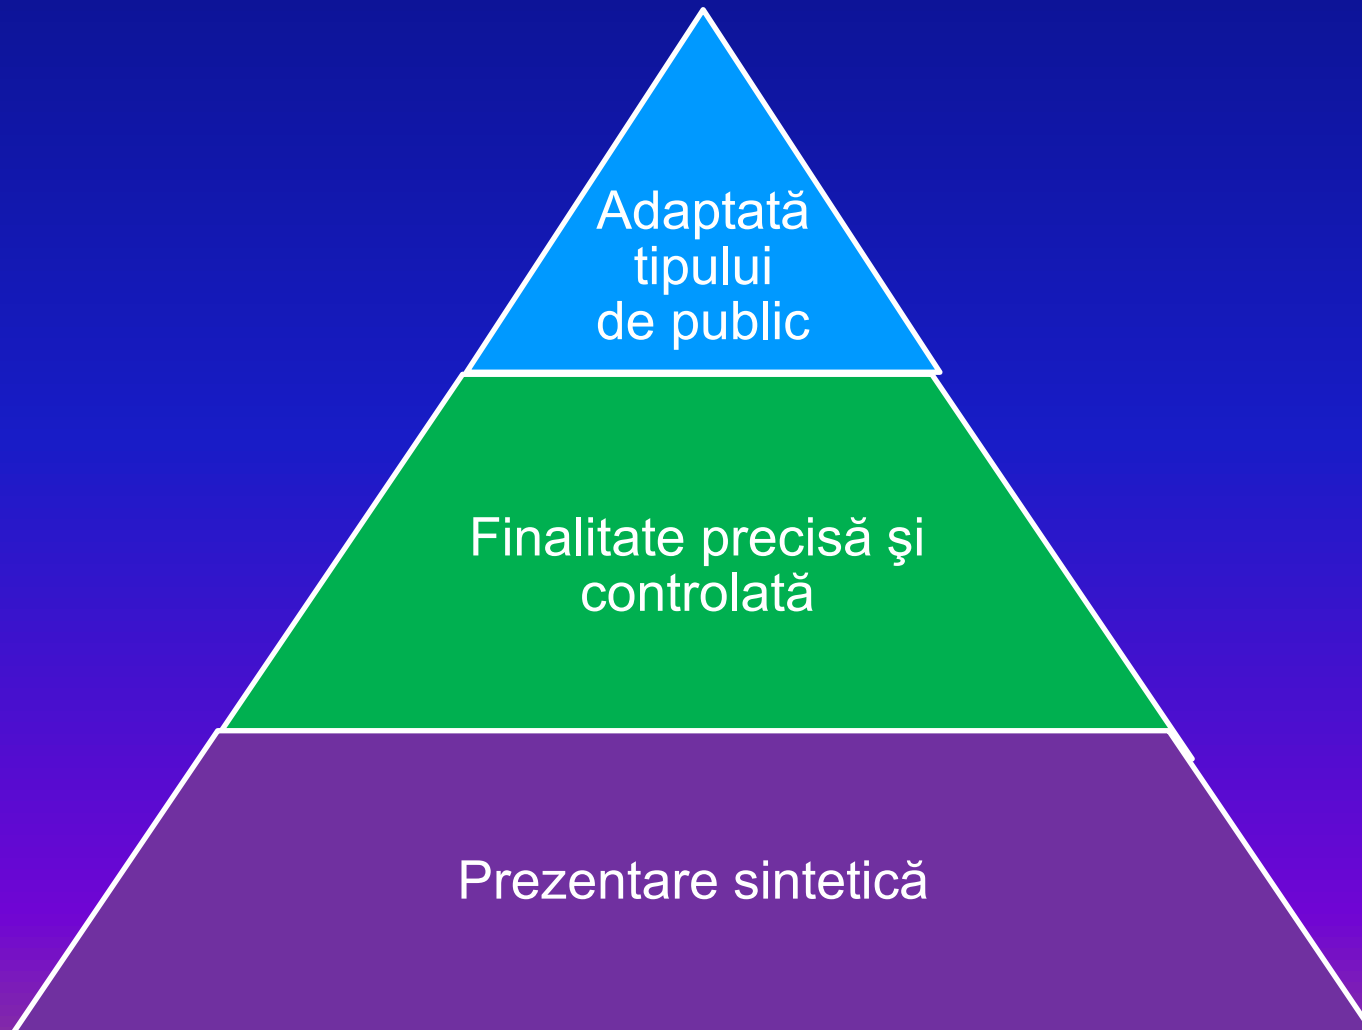 Adaptată
tipului
de public
Finalitate precisă şi
controlată
Prezentare sintetică